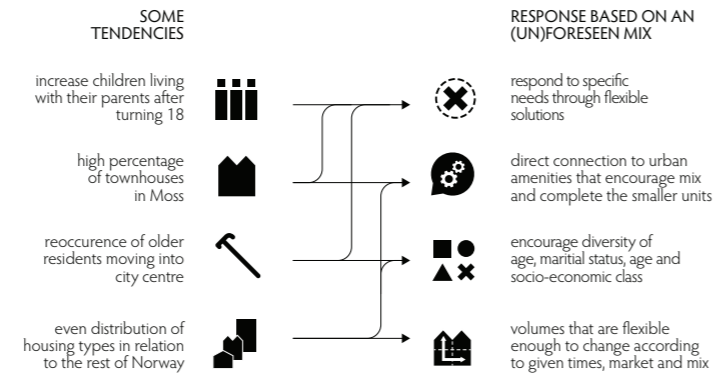 SOME
TENDENCIES
RESPONSE BASED ON AN
(UN)FORESEEN MIX
increase children living
with their parents after
turning 18
respond to specific
needs through flexible
solutions
high percentage
of townhouses
in Moss
direct connection to urban
amenities that encourage mix
and complete the smaller units
reoccurence of older
residents moving into
city centre
encourage diversity of
age, maritial status, age and
socio-economic class
even distribution of
housing types in relation
to the rest of Norway
volumes that are flexible
enough to change according
to given times, market and mix